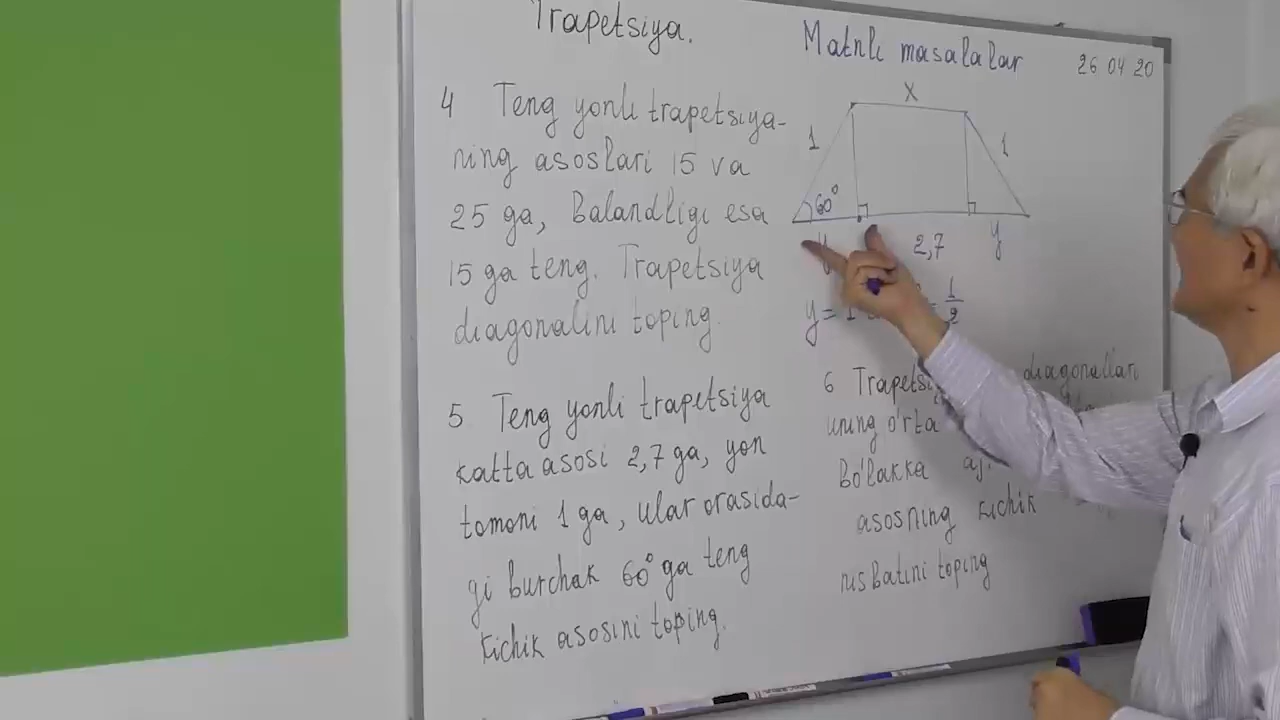 Trapetsiya.
Matnli masalalar
26 04 20
4 Teng yonli trapetsiya-
ning asoslari 15 va
25 ga, Balandligi esa
15 ga teng. Trapetsiya
diagonalini toping.
5 Teng yonli trapetsiya
katta asosi 2,7 ga, yon
tomoni 1 ga, ular orasida-
gi burchak 60° ga teng
kichik asosini toping.
x
1
1
60°
y
2,7
y
y = 1
= 1/2
6
diagonallari
uning o'rta
bo'lakka
asosning kichik
nisbatini toping